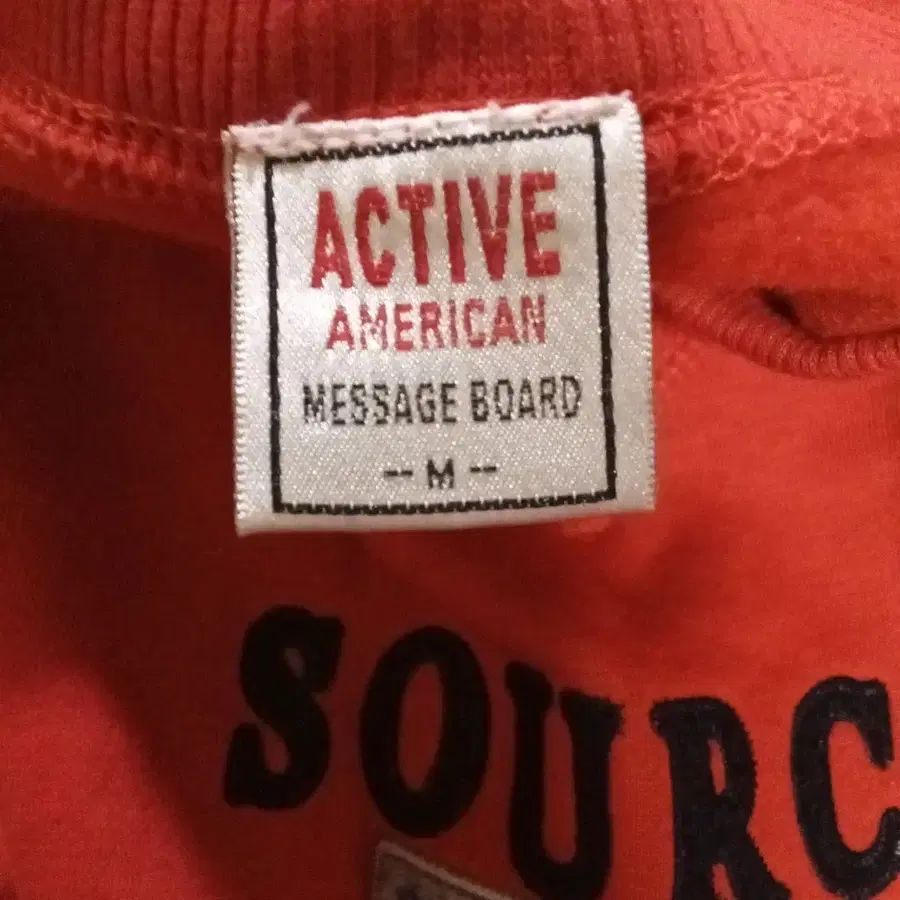 ACTIVE
AMERICAN
MESSAGE BOARD
-- M --
SOURC